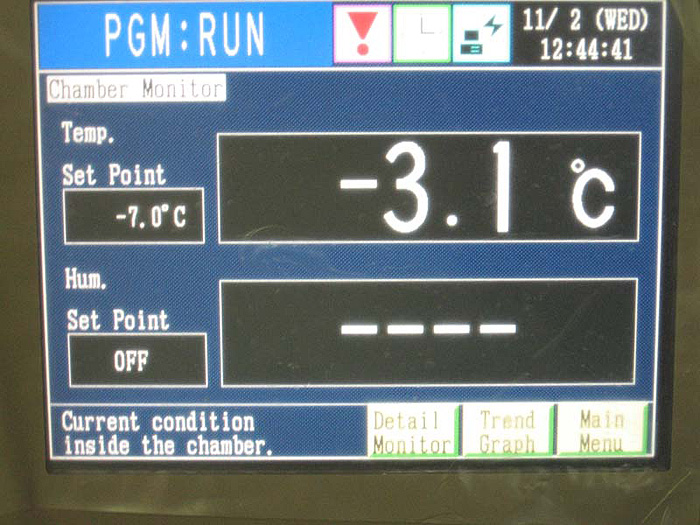 PGM:RUN
11/ 2 (WED)
12:44:41
Chamber Monitor
Temp.
Set Point
-7.0°C
-3.1 °C
Hum.
Set Point
OFF
----
Current condition
inside the chamber.
Detail
Monitor
Trend
Graph
Main
Menu